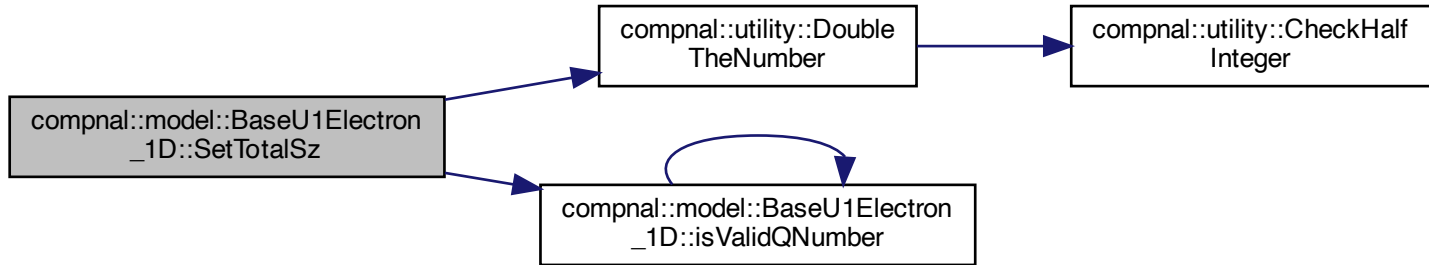 compnal::utility::Double
TheNumber
compnal::utility::CheckHalf
Integer
compnal::model::BaseU1Electron
_1D::SetTotalSz
compnal::model::BaseU1Electron
_1D::isValidQNumber